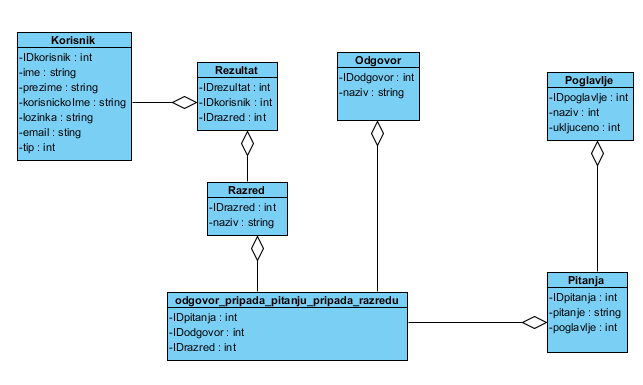 Korisnik
-IDkorisnik : int
-ime : string
-prezime : string
-korisnickoIme : string
-lozinka : string
-email : sting
-tip : int
Rezultat
-IDrezultat : int
-IDkorisnik : int
-IDrazred : int
Odgovor
-IDodgovor : int
-naziv : string
Poglavlje
-IDpoglavlje : int
-naziv : int
-ukljuceno : int
Razred
-IDrazred : int
-naziv : string
odgovor_pripada_pitanju_pripada_razredu
-IDpitanja : int
-IDodgovor : int
-IDrazred : int
Pitanja
-IDpitanja : int
-pitanje : string
-poglavlje : int